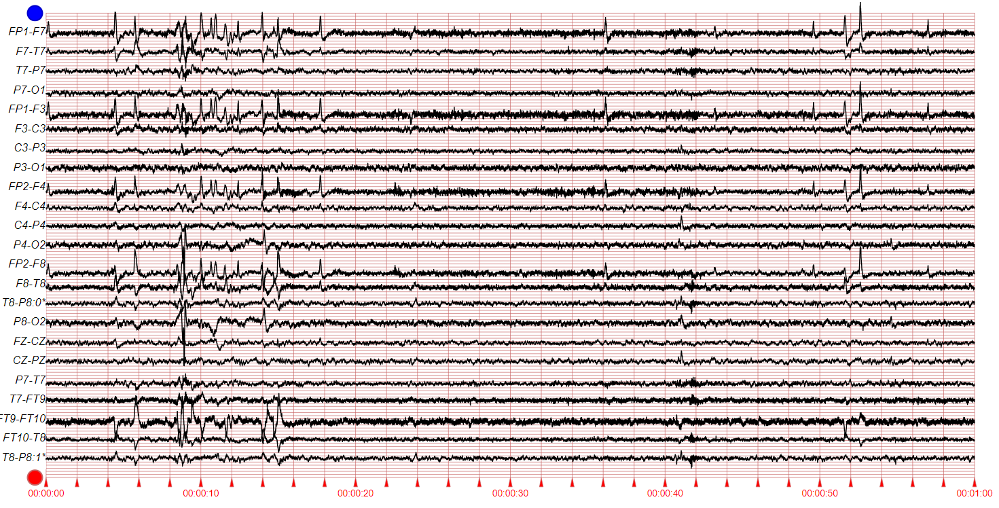 FP1-F7
F7-T7
T7-P7
P7-O1
FP1-F3
F3-C3
C3-P3
P3-O1
FP2-F4
F4-C4
C4-P4
P4-O2
FP2-F8
F8-T8
T8-P8:0*
P8-O2
FZ-CZ
CZ-PZ
P7-T7
T7-FT9
FT9-FT10
FT10-T8
T8-P8:1*
00:00:00 00:00:10 00:00:20 00:00:30 00:00:40 00:00:50 00:01:00